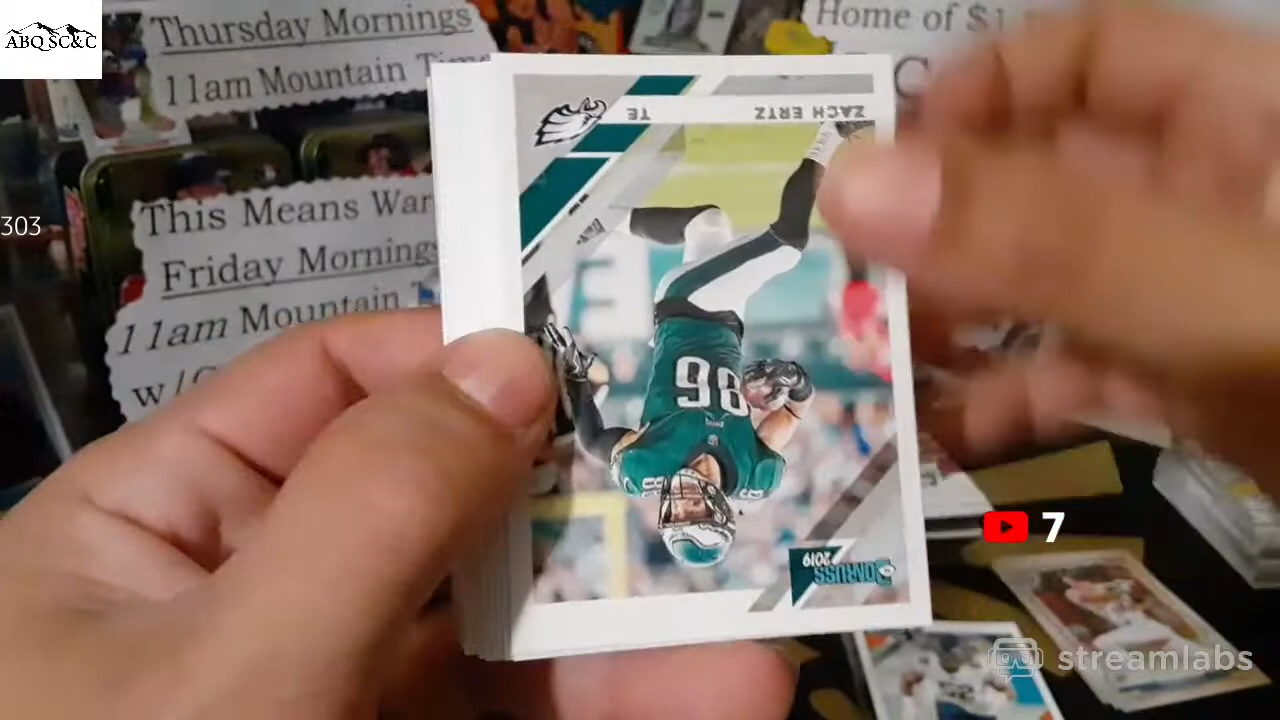 ABQ SC&C
Thursday Mornings
11am Mountain Time
Home of $1
This Means War
Friday Mornings
11am Mountain
303
ZACH ERTZ
TE
86
DONRUSS
2019
7
streamlabs